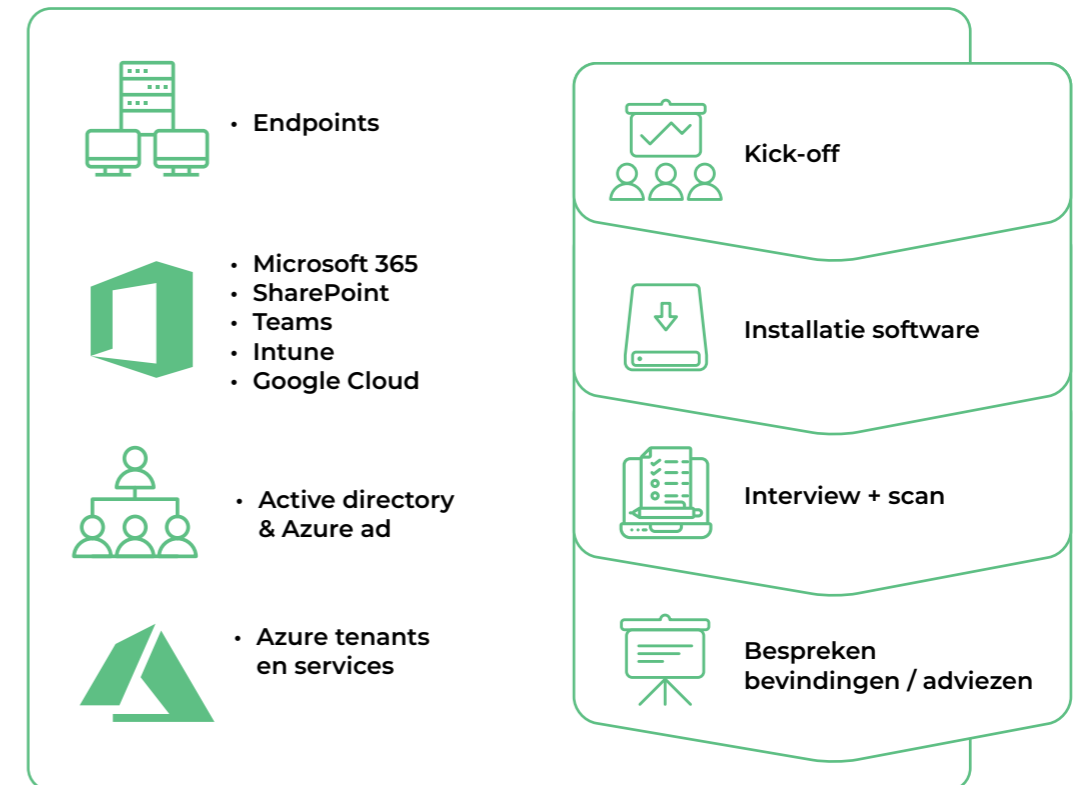 • Endpoints
• Microsoft 365
• SharePoint
• Teams
• Intune
• Google Cloud
• Active directory
& Azure ad
• Azure tenants
en services
Kick-off
Installatie software
Interview + scan
Bespreken
bevindingen / adviezen